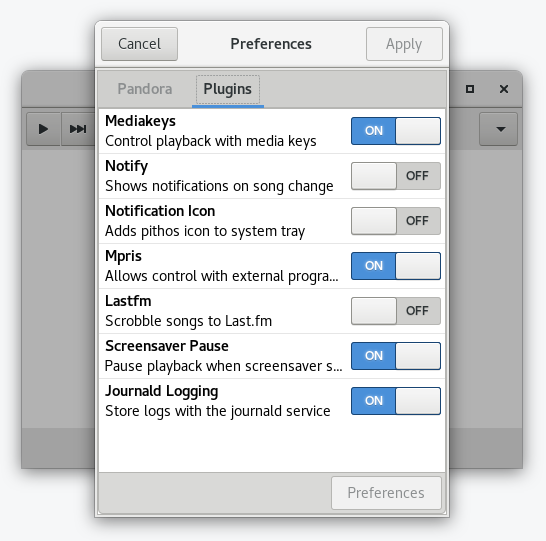 Cancel
Preferences
Apply
Pandora
Plugins
Mediakeys
Control playback with media keys
ON
Notify
Shows notifications on song change
OFF
Notification Icon
Adds pithos icon to system tray
OFF
Mpris
Allows control with external progra...
ON
Lastfm
Scrobble songs to Last.fm
OFF
Screensaver Pause
Pause playback when screensaver s...
ON
Journald Logging
Store logs with the journald service
ON
Preferences